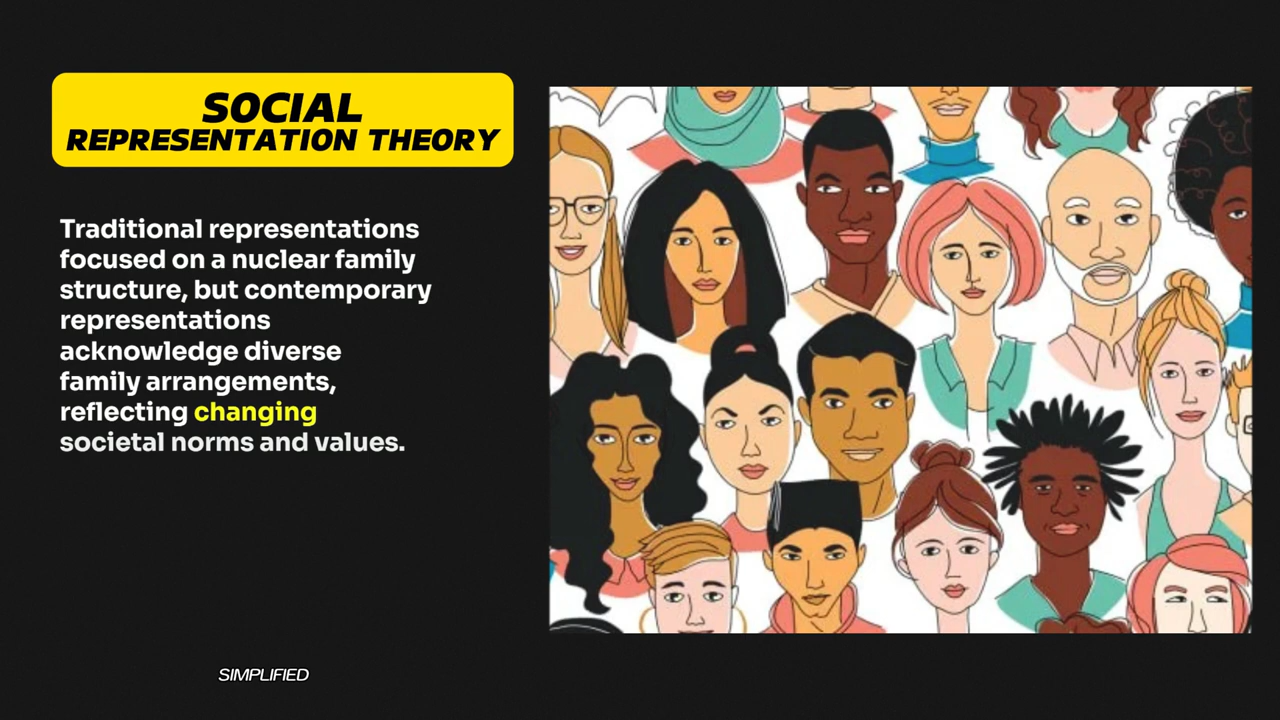 SOCIAL
REPRESENTATION THEORY
Traditional representations
focused on a nuclear family
structure, but contemporary
representations
acknowledge diverse
family arrangements,
reflecting changing
societal norms and values.
SIMPLIFIED